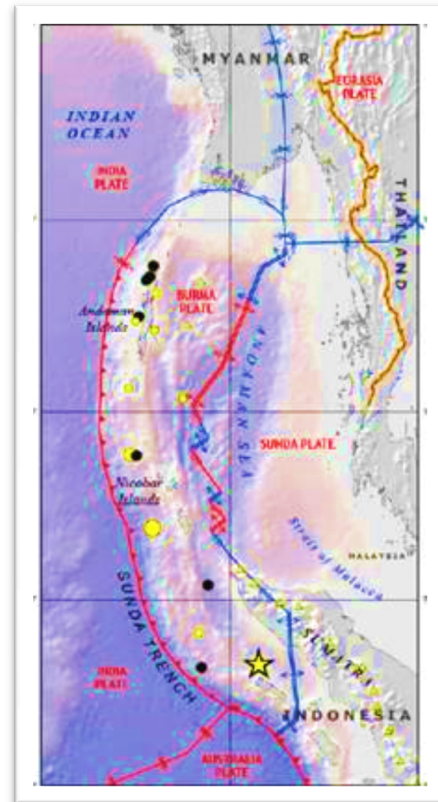 MYANMAR
EURASIA
PLATE
INDIAN
OCEAN
INDIA
PLATE
THAILAND
BURMA
PLATE
Andaman
Islands
ANDAMAN SEA
SUNDA PLATE
Nicobar
Islands
Strait of Malacca
MALAYSIA
SUNDA TRENCH
SUMATRA
INDIA
PLATE
INDONESIA
AUSTRALIA
PLATE